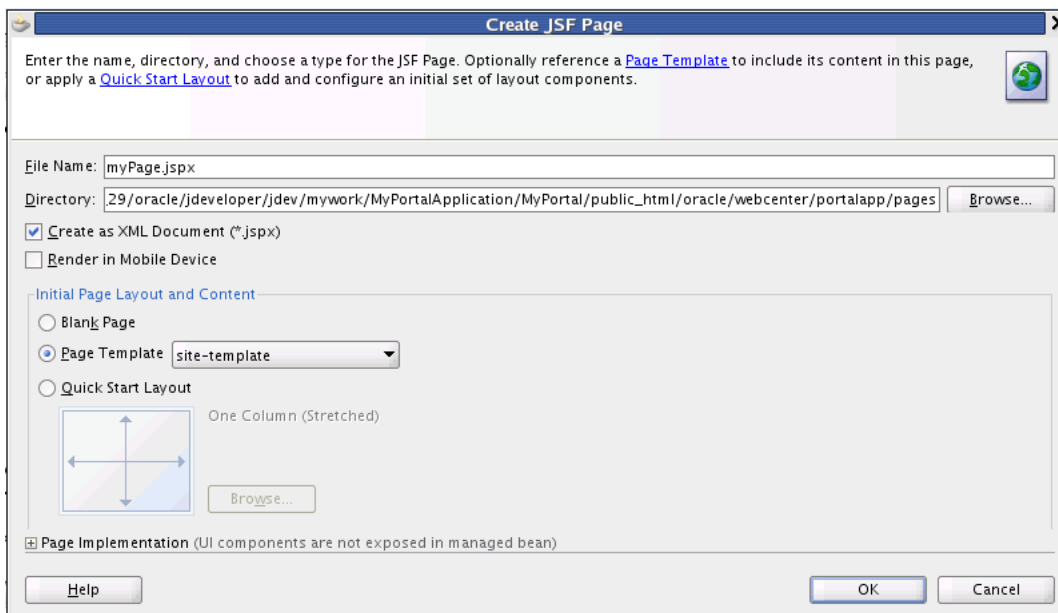 Create JSF Page
Enter the name, directory, and choose a type for the JSF Page. Optionally reference a Page Template to include its content in this page,
or apply a Quick Start Layout to add and configure an initial set of layout components.
File Name: myPage.jspx
Directory: 29/oracle/jdeveloper/jdev/mywork/MyPortalApplication/MyPortal/public_html/oracle/webcenter/portalapp/pages Browse...
Create as XML Document (*.jspx)
Render in Mobile Device
Initial Page Layout and Content
Blank Page
Page Template site-template
Quick Start Layout
One Column (Stretched)
Browse...
Page Implementation (UI components are not exposed in managed bean)
Help OK Cancel